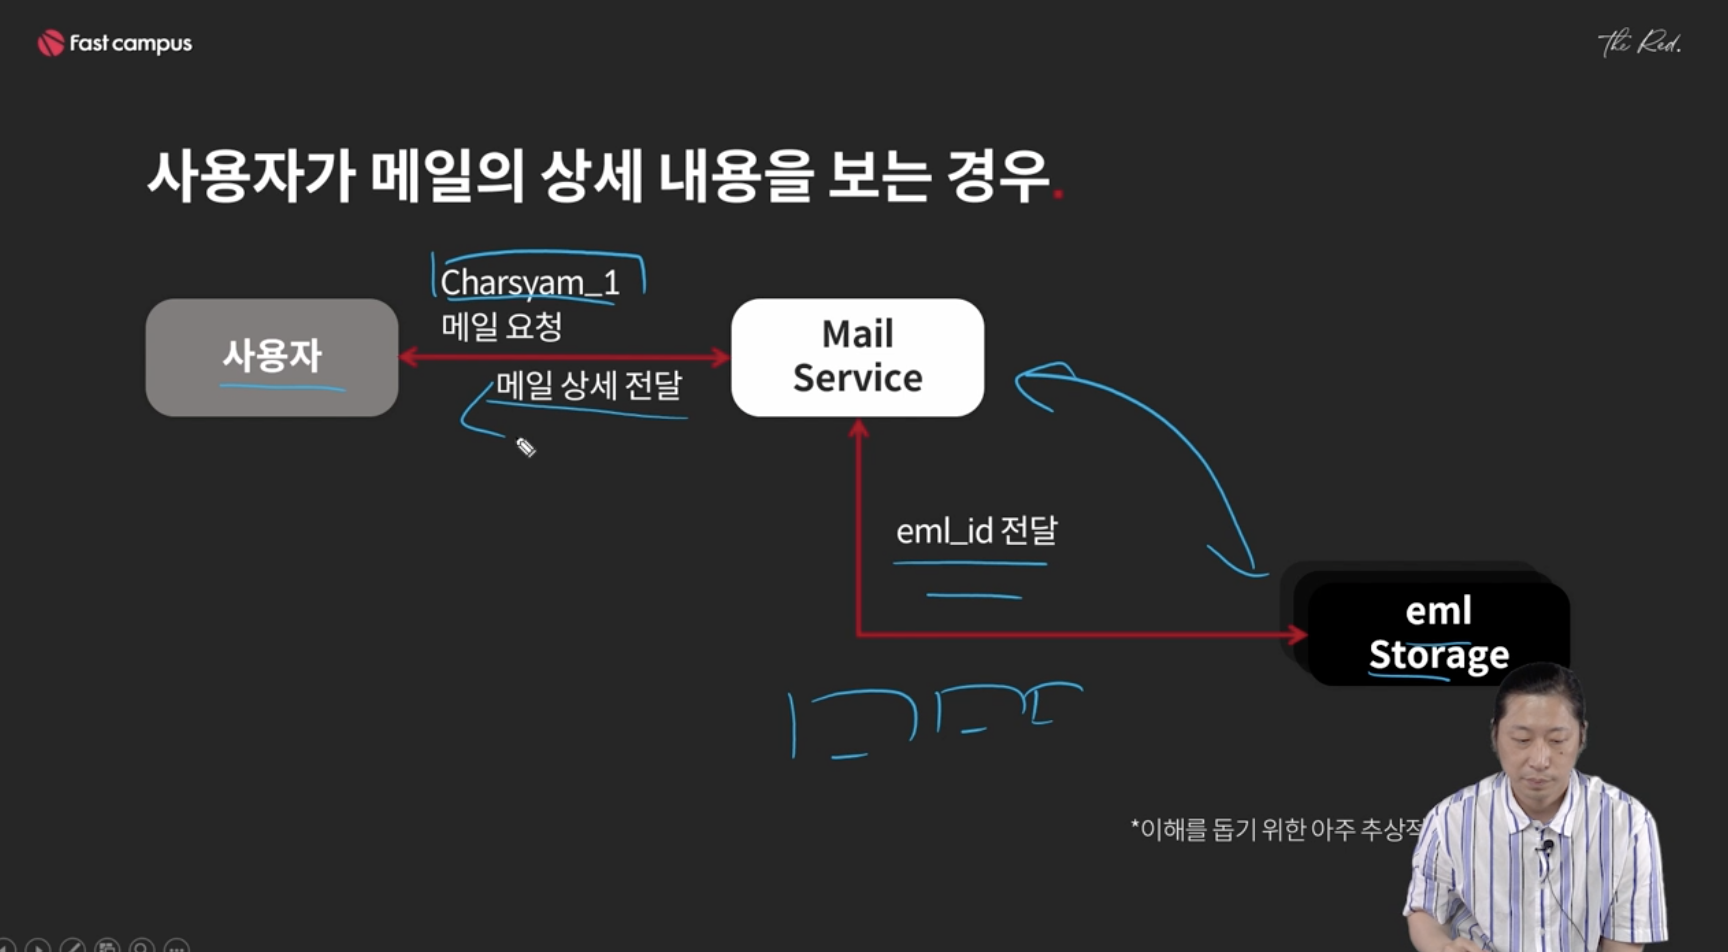 Fast campus
The Red.
사용자가 메일의 상세 내용을 보는 경우.
Charsyam_1
메일 요청
사용자
Mail
Service
메일 상세 전달
eml_id 전달
eml
Storage
*이해를 돕기 위한 아주 추상적